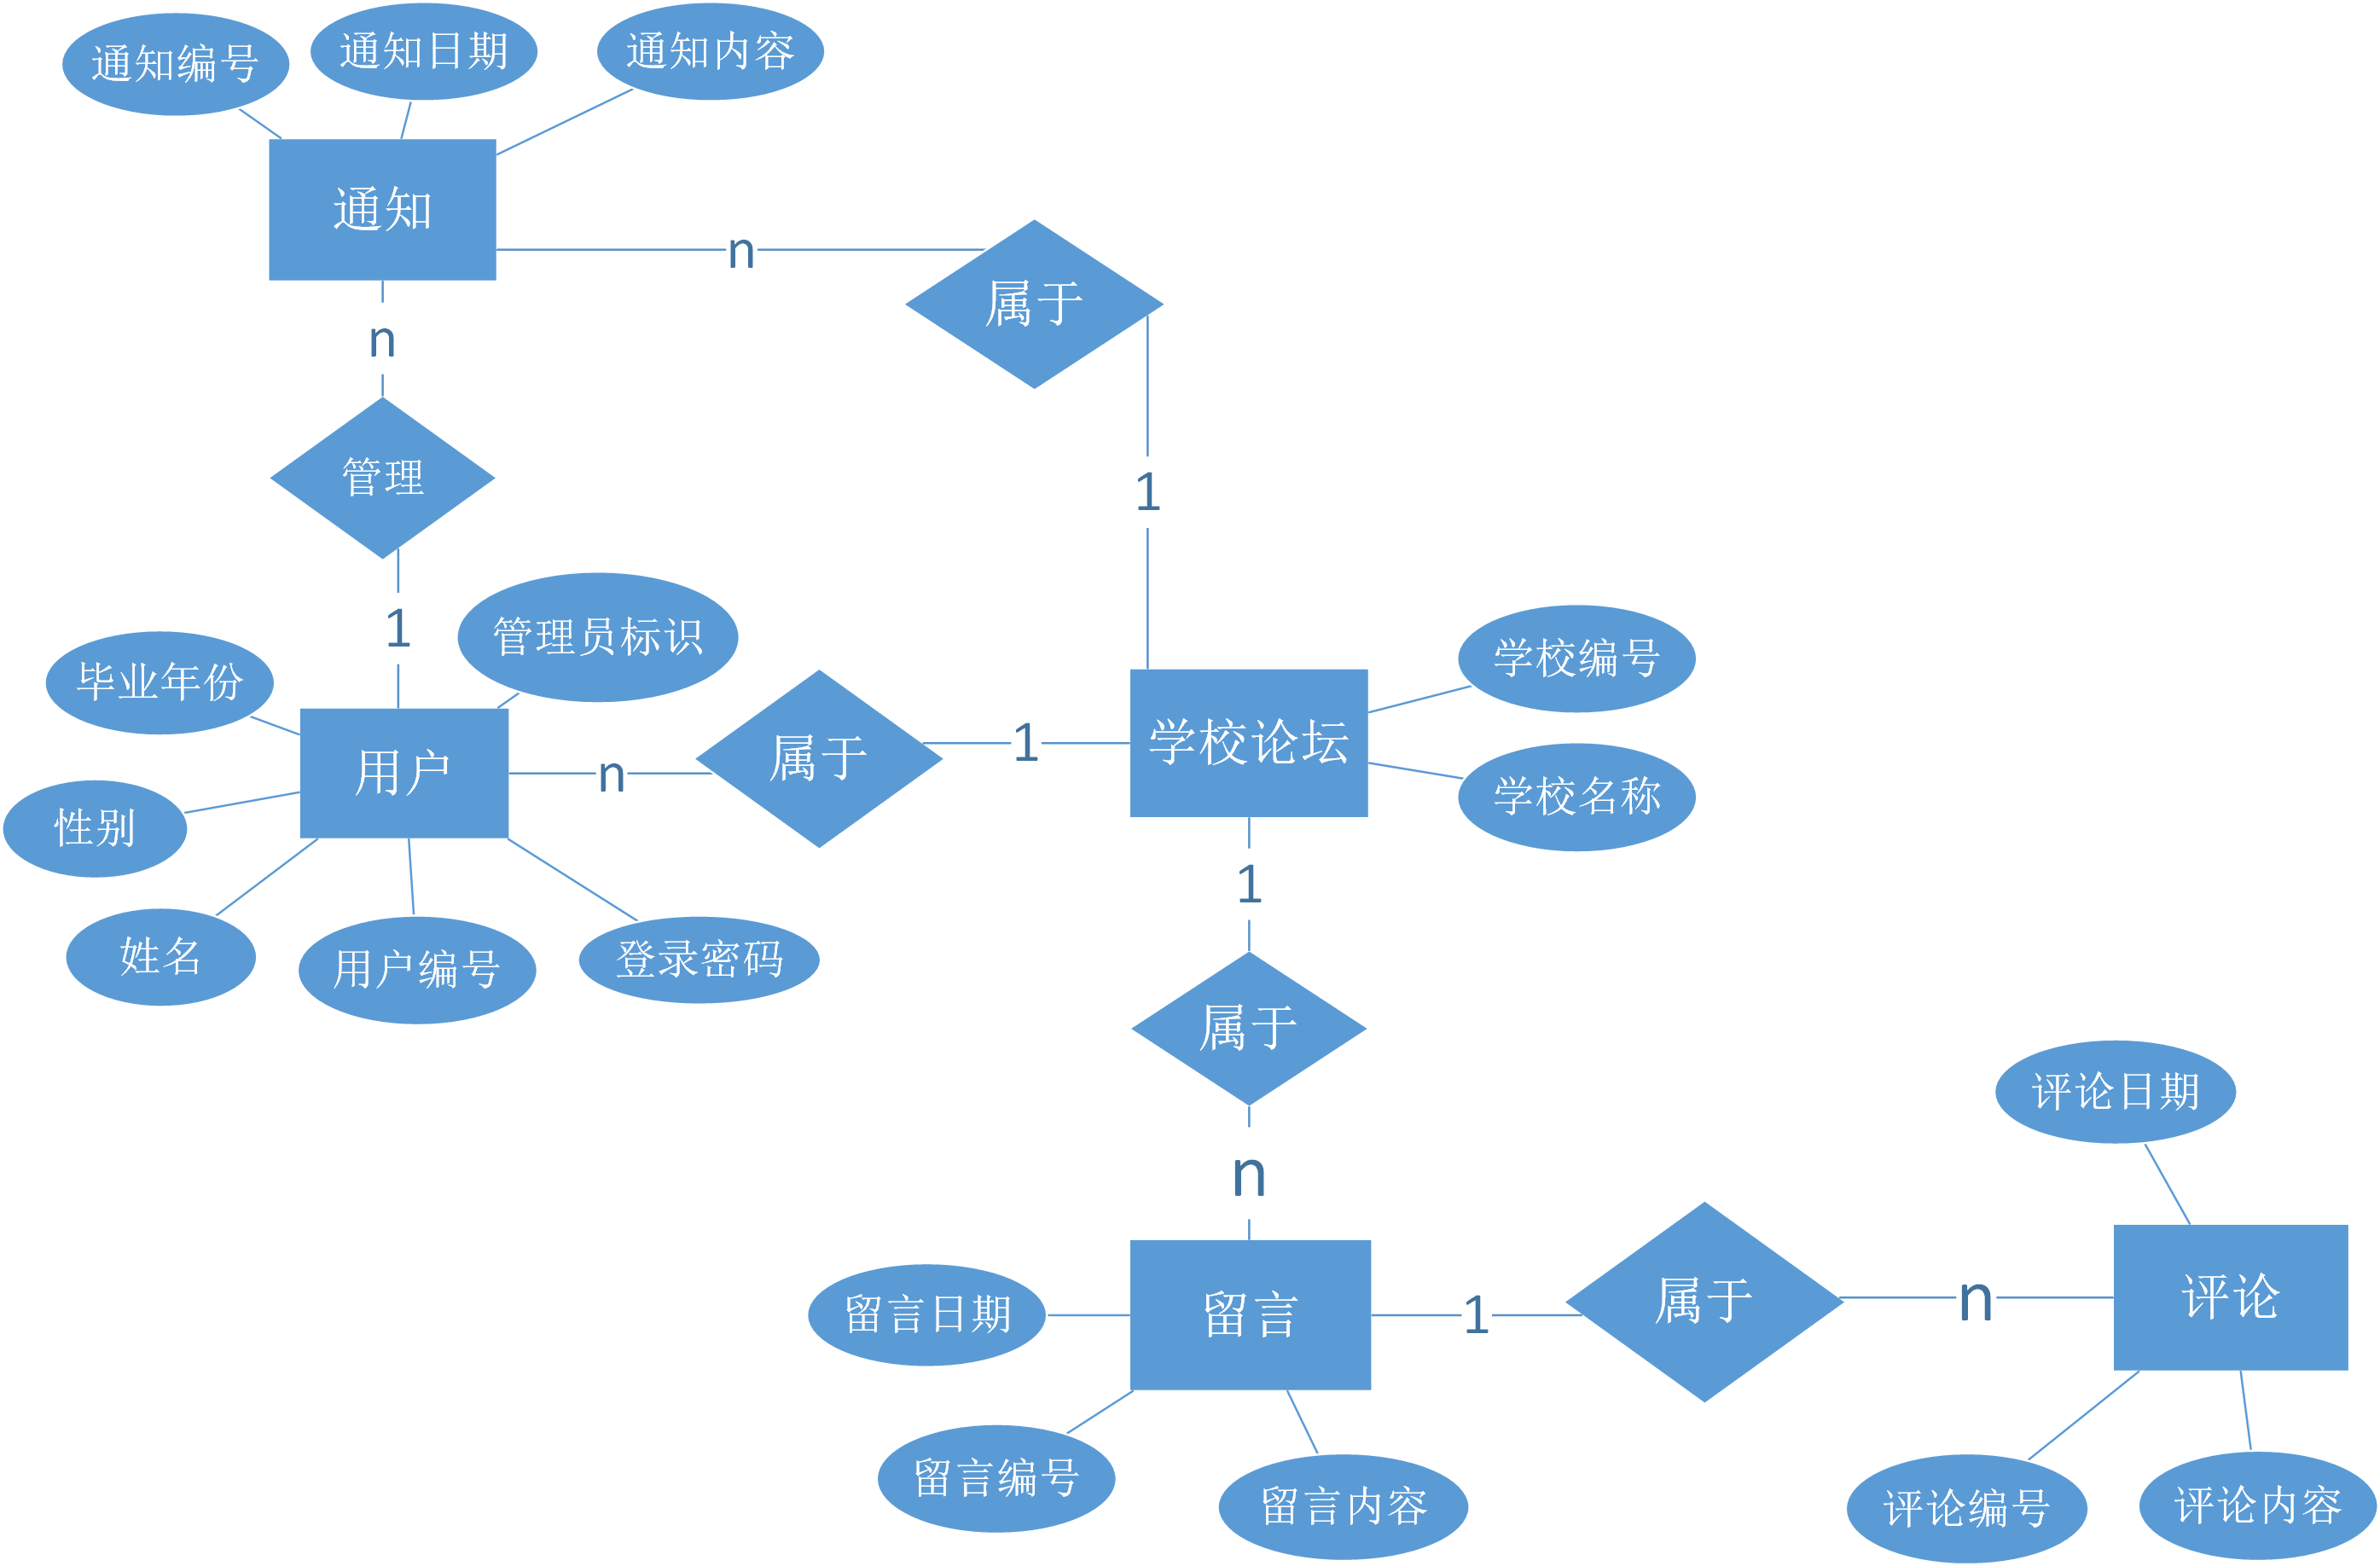 通知编号
通知日期
通知内容
通知
n
属于
n
管理
1
1
管理员标识
毕业年份
学校编号
属于
1
学校论坛
用户
n
学校名称
性别
1
姓名
用户编号
登录密码
属于
评论日期
n
留言日期
留言
1
属于
n
评论
留言编号
留言内容
评论编号
评论内容